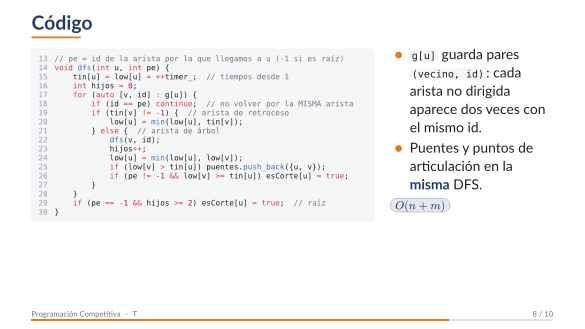 Código
13 // pe = id de la arista por la que llegamos a u (-1 si es raíz)
14 void dfs(int u, int pe) {
15     tin[u] = low[u] = ++timer_;  // tiempos desde 1
16     int hijos = 0;
17     for (auto [v, id] : g[u]) {
18         if (id == pe) continue;  // no volver por la MISMA arista
19         if (tin[v] != -1) {  // arista de retroceso
20             low[u] = min(low[u], tin[v]);
21         } else {  // arista de árbol
22             dfs(v, id);
23             hijos++;
24             low[u] = min(low[u], low[v]);
25             if (low[v] > tin[u]) puentes.push_back({u, v});
26             if (pe != -1 && low[v] >= tin[u]) esCorte[u] = true;
27         }
28     }
29     if (pe == -1 && hijos >= 2) esCorte[u] = true;  // raíz
30 }
• g[u] guarda pares
(vecino, id): cada
arista no dirigida
aparece dos veces con
el mismo id.
• Puentes y puntos de
articulación en la
misma DFS.
O(n + m)
Programación Competitiva · T
8 / 10